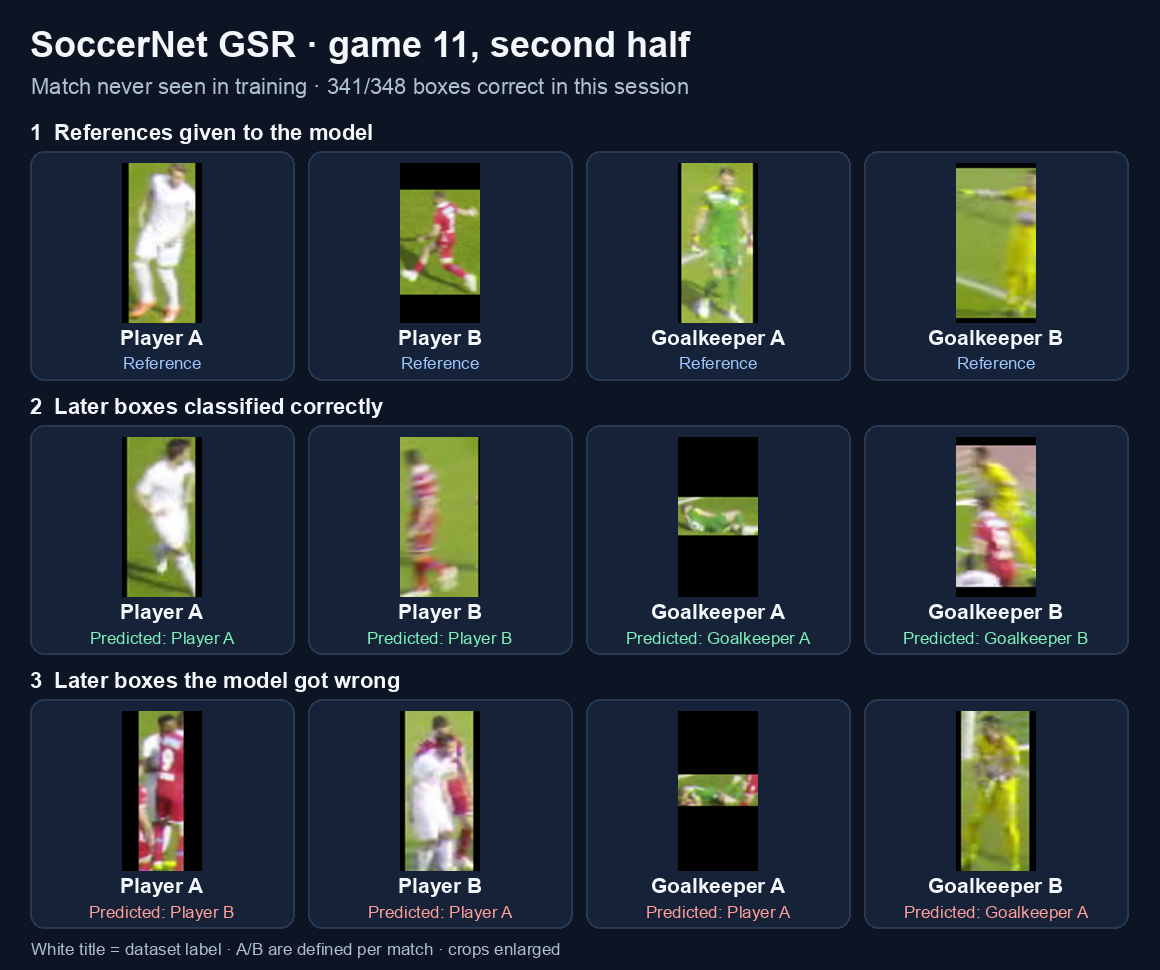 SoccerNet GSR · game 11, second half
Match never seen in training · 341/348 boxes correct in this session
1 References given to the model
Player A
Reference
Player B
Reference
Goalkeeper A
Reference
Goalkeeper B
Reference
2 Later boxes classified correctly
Player A
Predicted: Player A
Player B
Predicted: Player B
Goalkeeper A
Predicted: Goalkeeper A
Goalkeeper B
Predicted: Goalkeeper B
3 Later boxes the model got wrong
Player A
Predicted: Player B
Player B
Predicted: Player A
Goalkeeper A
Predicted: Player A
Goalkeeper B
Predicted: Goalkeeper A
White title = dataset label · A/B are defined per match · crops enlarged